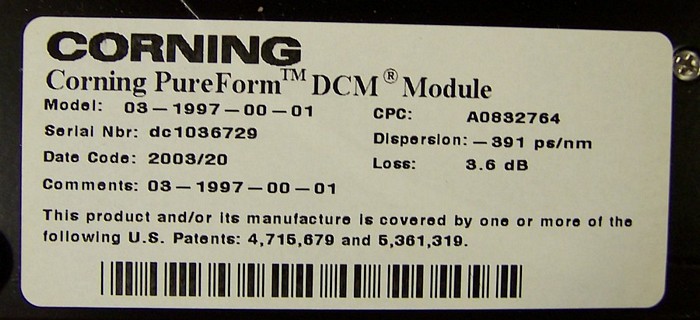 CORNING
Corning PureForm™ DCM® Module
Model: 03-1997-00-01
CPC: A0832764
Serial Nbr: dc1036729
Dispersion: -391 ps/nm
Date Code: 2003/20
Loss: 3.6 dB
Comments: 03-1997-00-01
This product and/or its manufacture is covered by one or more of the
following U.S. Patents: 4,715,679 and 5,361,319.